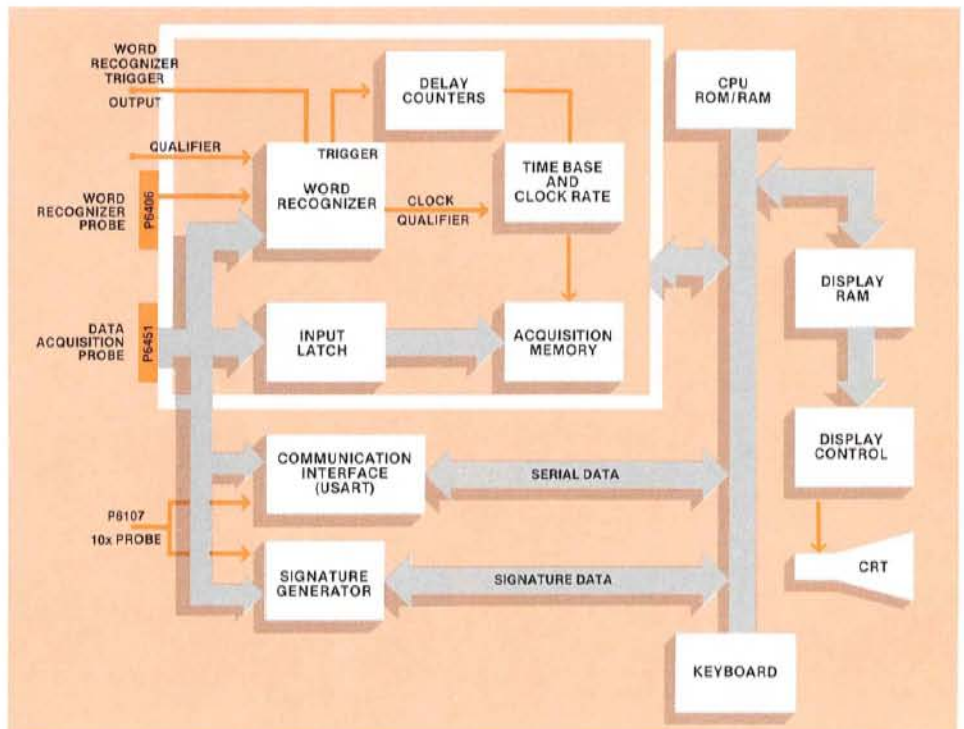 WORD
RECOGNIZER
TRIGGER
OUTPUT
DELAY
COUNTERS
CPU
ROM/RAM
QUALIFIER
TRIGGER
WORD
RECOGNIZER
TIME BASE
AND
CLOCK RATE
WORD
RECOGNIZER
PROBE
P6406
CLOCK
QUALIFIER
DISPLAY
RAM
DATA
ACQUISITION
PROBE
P6451
INPUT
LATCH
ACQUISITION
MEMORY
DISPLAY
CONTROL
COMMUNICATION
INTERFACE
(USART)
SERIAL DATA
P6107
10x PROBE
SIGNATURE
GENERATOR
SIGNATURE DATA
CRT
KEYBOARD